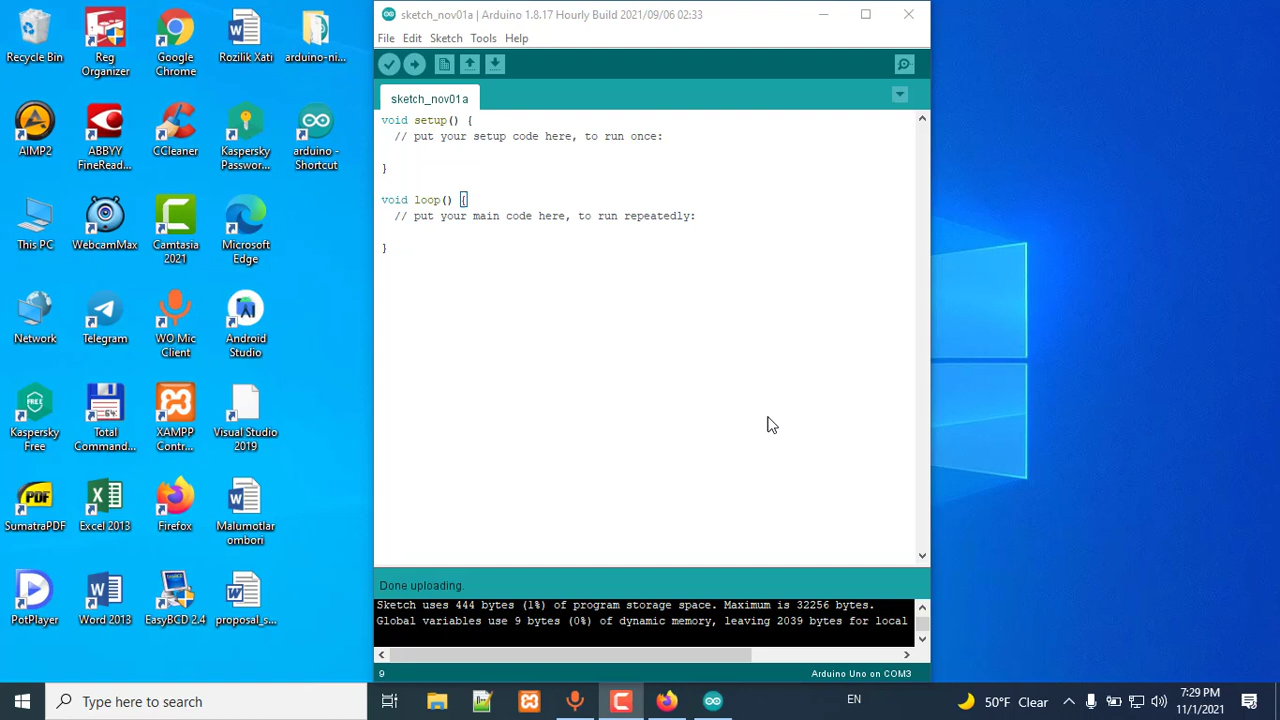 Recycle Bin
Reg
Organizer
Google
Chrome
Rozilik Xati
arduino-ni...
AIMP2
ABBYY
FineRead...
CCleaner
Kaspersky
Passwor...
arduino -
Shortcut
This PC
WebcamMax
Camtasia
2021
Microsoft
Edge
Network
Telegram
WO Mic
Client
Android
Studio
FREE
Kaspersky
Free
64
Total
Command...
XAMPP
Contr...
Visual Studio
2019
PDF
SumatraPDF
Excel 2013
Firefox
Malumotlar
ombori
PotPlayer
Word 2013
EasyBCD 2.4
proposal_s...
sketch_nov01a | Arduino 1.8.17 Hourly Build 2021/09/06 02:33
File Edit Sketch Tools Help
sketch_nov01a
void setup() {
// put your setup code here, to run once:
}
void loop() {
// put your main code here, to run repeatedly:
}
Done uploading.
Sketch uses 444 bytes (1%) of program storage space. Maximum is 32256 bytes.
Global variables use 9 bytes (0%) of dynamic memory, leaving 2039 bytes for local
9
Arduino Uno on COM3
Type here to search
EN
50°F Clear
7:29 PM
11/1/2021